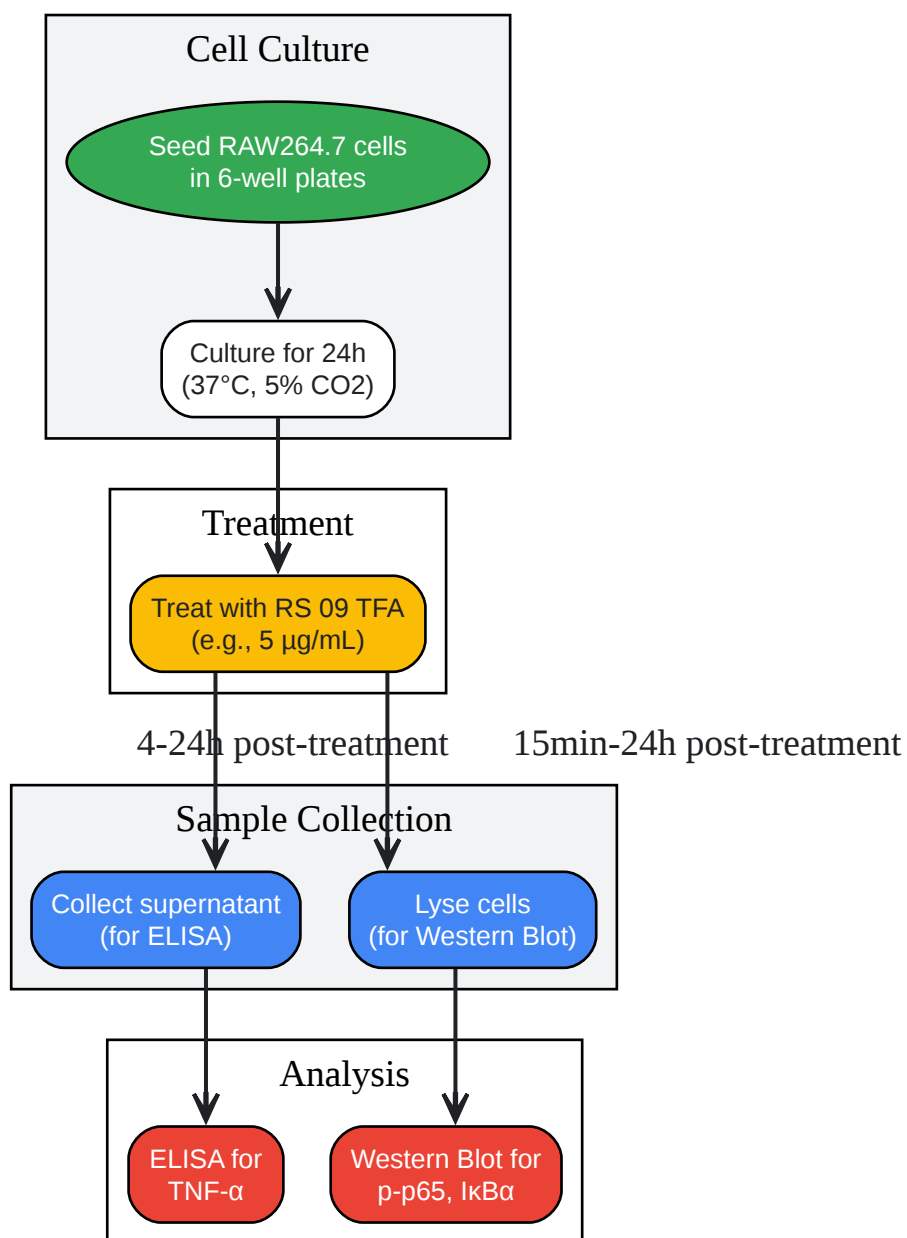 Cell Culture
Seed RAW264.7 cells
in 6-well plates
Culture for 24h
(37°C, 5% CO2)
Treatment
Treat with RS 09 TFA
(e.g., 5 µg/mL)
4-24h post-treatment
15min-24h post-treatment
Sample Collection
Collect supernatant
(for ELISA)
Lyse cells
(for Western Blot)
Analysis
ELISA for
TNF-α
Western Blot for
p-p65, IκBα